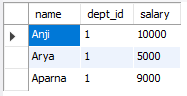 name dept_id salary
Anji 1 10000
Arya 1 5000
Aparna 1 9000